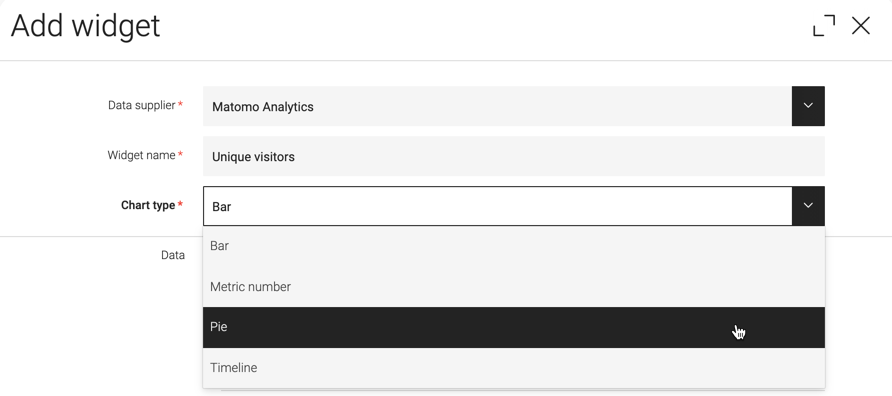 Add widget
Data supplier*
Matomo Analytics
Widget name*
Unique visitors
Chart type*
Bar
Data
Bar
Metric number
Pie
Timeline